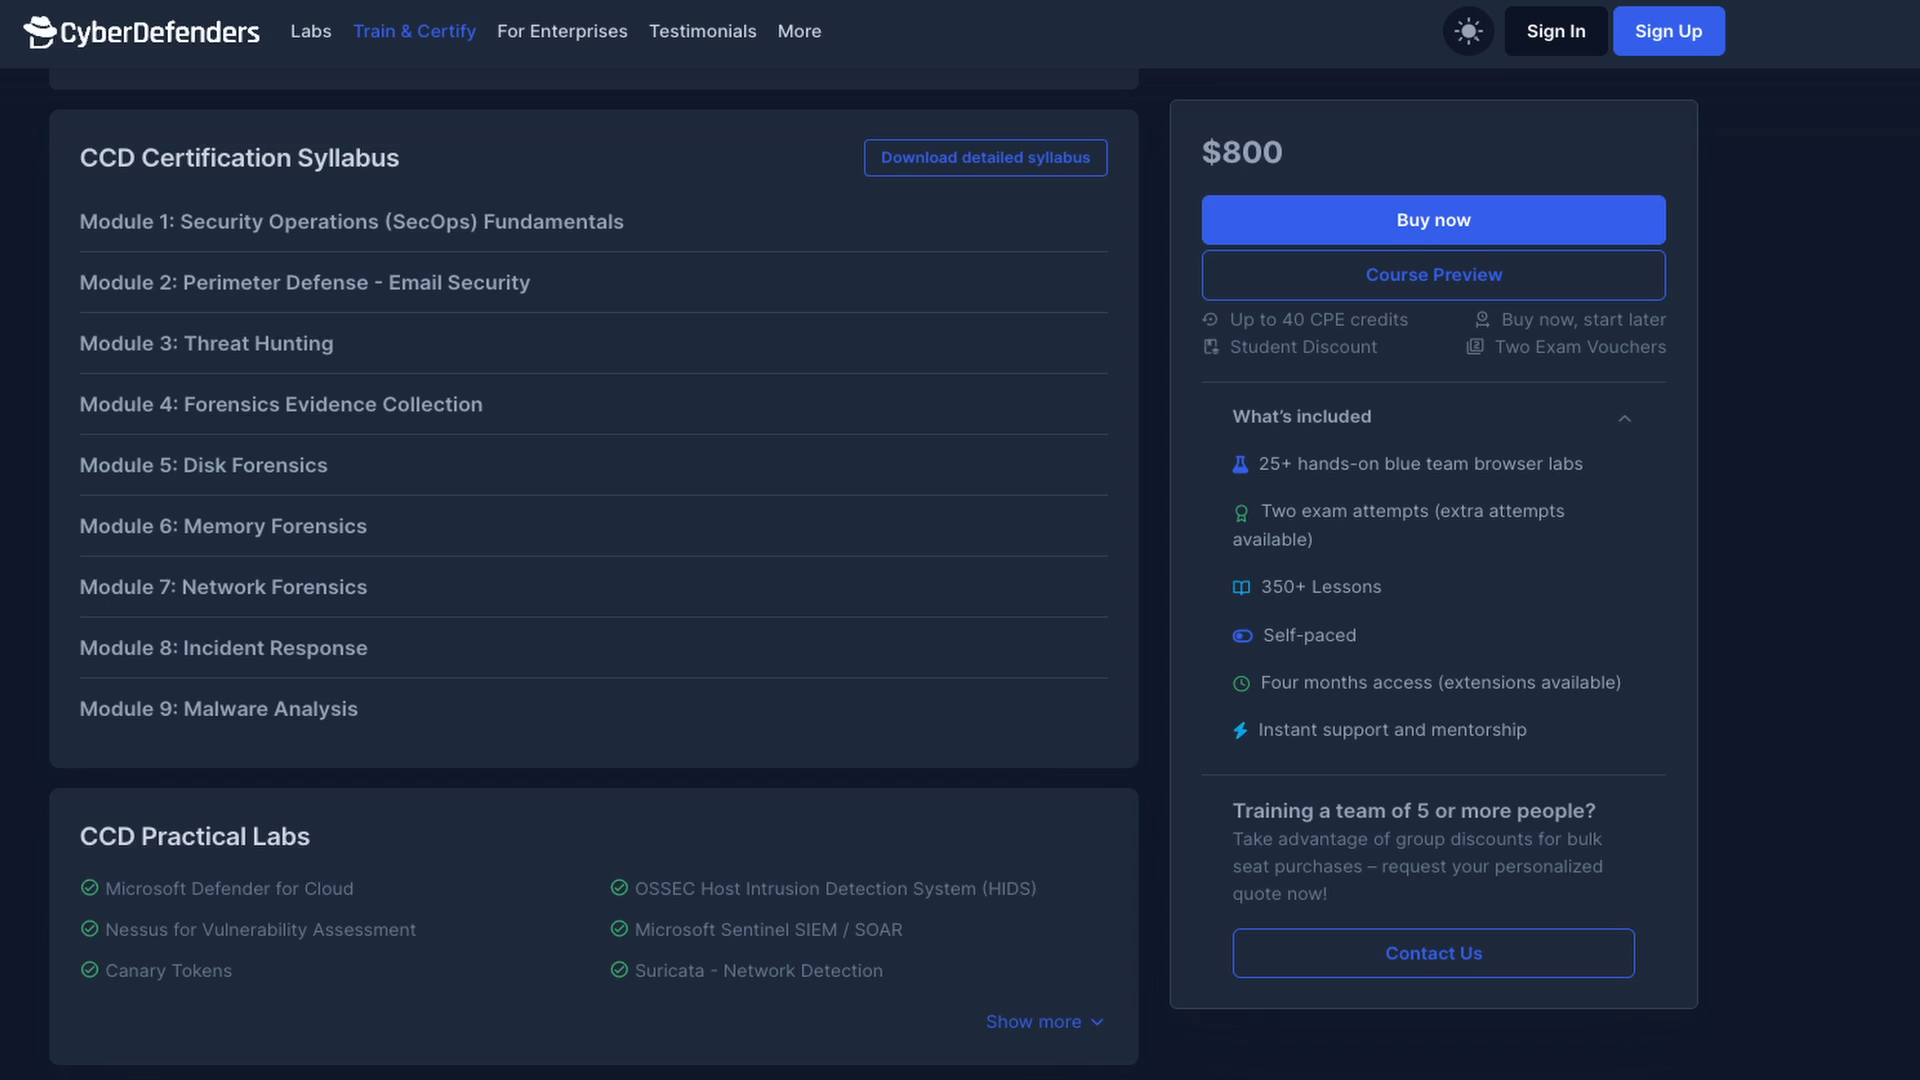 CyberDefenders
Labs
Train & Certify
For Enterprises
Testimonials
More
Sign In
Sign Up
CCD Certification Syllabus
Download detailed syllabus
Module 1: Security Operations (SecOps) Fundamentals
Module 2: Perimeter Defense - Email Security
Module 3: Threat Hunting
Module 4: Forensics Evidence Collection
Module 5: Disk Forensics
Module 6: Memory Forensics
Module 7: Network Forensics
Module 8: Incident Response
Module 9: Malware Analysis
CCD Practical Labs
Microsoft Defender for Cloud
OSSEC Host Intrusion Detection System (HIDS)
Nessus for Vulnerability Assessment
Microsoft Sentinel SIEM / SOAR
Canary Tokens
Suricata - Network Detection
Show more
$800
Buy now
Course Preview
Up to 40 CPE credits
Buy now, start later
Student Discount
Two Exam Vouchers
What's included
25+ hands-on blue team browser labs
Two exam attempts (extra attempts
available)
350+ Lessons
Self-paced
Four months access (extensions available)
Instant support and mentorship
Training a team of 5 or more people?
Take advantage of group discounts for bulk
seat purchases – request your personalized
quote now!
Contact Us